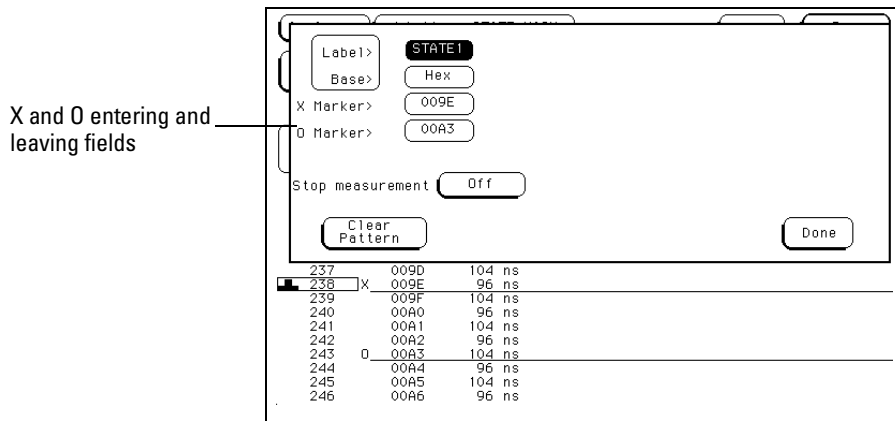 Label> STATE1
Base> Hex
X Marker> 009E
O Marker> 00A3
X and O entering and
leaving fields
Stop measurement Off
Clear
Pattern
Done
237 009D 104 ns
238 X 009E 96 ns
239 009F 104 ns
240 00A0 96 ns
241 00A1 104 ns
242 00A2 96 ns
243 O 00A3 104 ns
244 00A4 96 ns
245 00A5 104 ns
246 00A6 96 ns